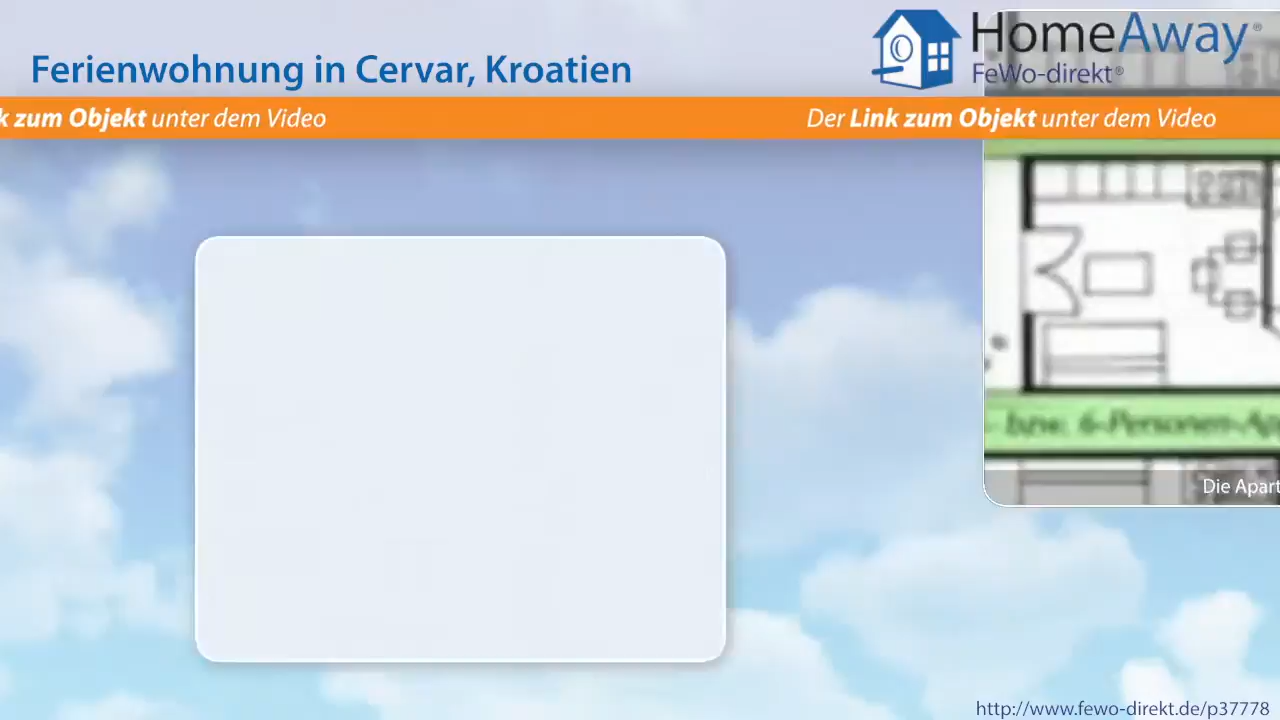 HomeAway®
FeWo-direkt®
Ferienwohnung in Cervar, Kroatien
k zum Objekt unter dem Video
Der Link zum Objekt unter dem Video
- bzw. 6-Personen-Ap
Die Apart
http://www.fewo-direkt.de/p37778